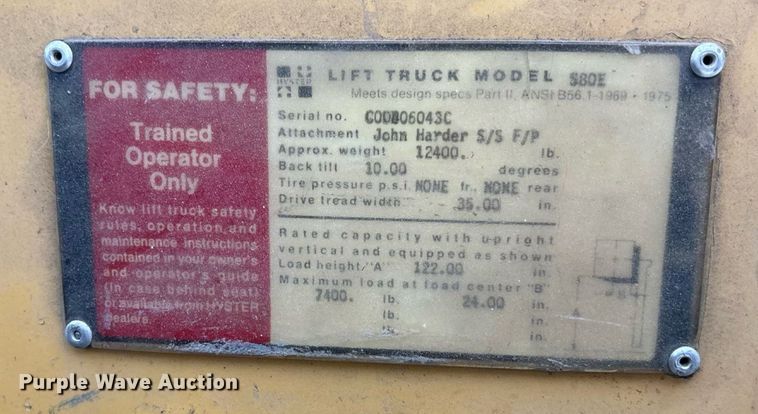 FOR SAFETY:
Trained
Operator
Only
Know lift truck safety
rules, operation and
maintenance instructions
contained in your owner's
and operator's guide
(In case behind seat)
or available from HYSTER
dealers.
HYSTER
LIFT TRUCK MODEL S80E
Meets design specs Part II, ANSI B56.1-1969 - 1975
Serial no. C004D06043C
Attachment John Harder S/S F/P
Approx. weight 12400. lb.
Back tilt 10.00 degrees
Tire pressure p.s.i. NONE fr. NONE rear
Drive tread width 35.00 in.
Rated capacity with upright
vertical and equipped as shown
Load height "A" 122.00 in.
Maximum load at load center "B"
7400. lb. 24.00 in.
lb. in.
lb. in.
Purple Wave Auction